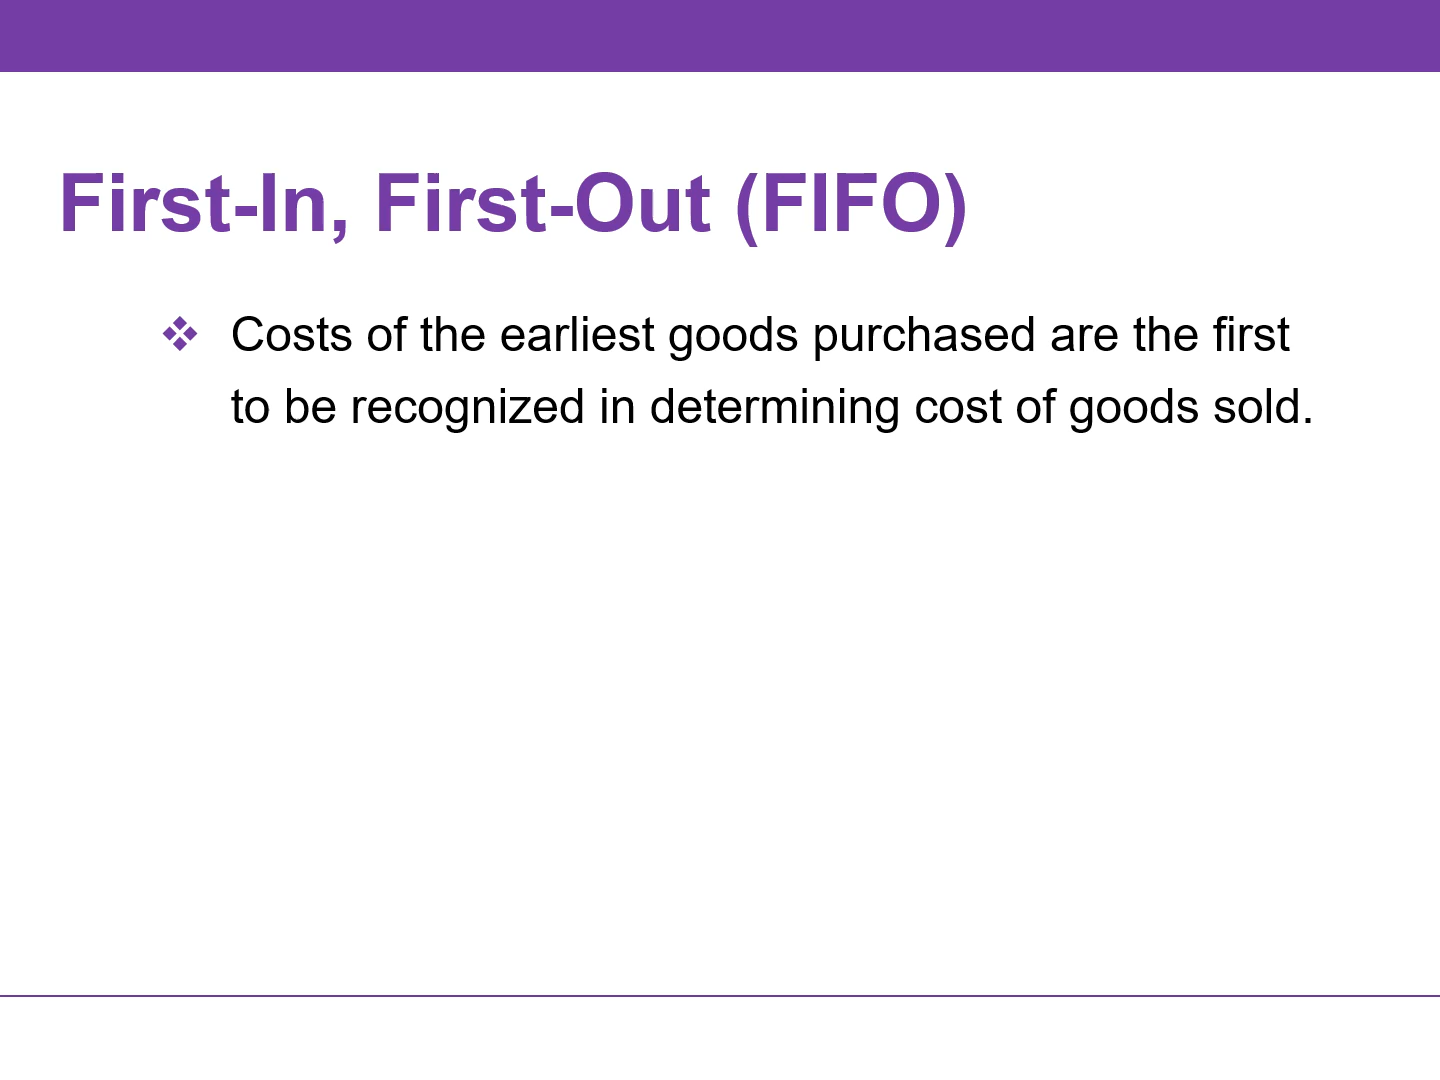 First-In, First-Out (FIFO)
❖ Costs of the earliest goods purchased are the first
to be recognized in determining cost of goods sold.